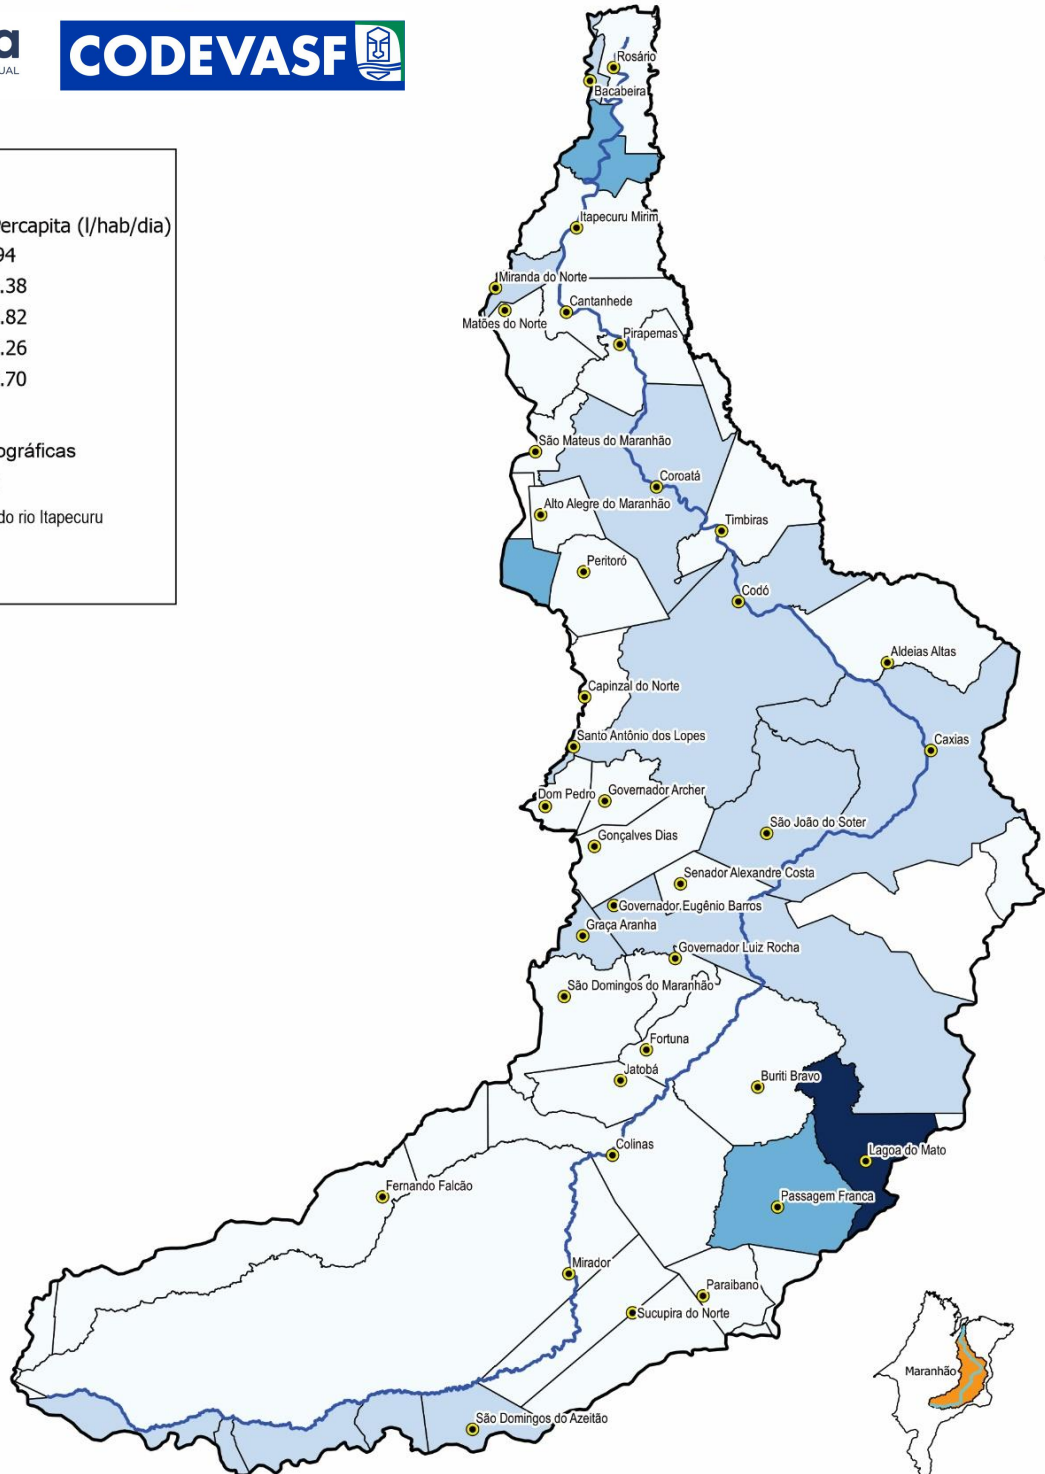 a
UAL
CODEVASF
ercapita (l/hab/dia)
94
.38
.82
.26
.70
ográficas
do rio Itapecuru
Rosário
Bacabeira
Itapecuru Mirim
Miranda do Norte
Cantanhede
Matões do Norte
Pirapemas
São Mateus do Maranhão
Coroatá
Alto Alegre do Maranhão
Timbiras
Peritoró
Codó
Aldeias Altas
Capinzal do Norte
Santo Antônio dos Lopes
Caxias
Dom Pedro
Governador Archer
São João do Soter
Gonçalves Dias
Senador Alexandre Costa
Governador.Eugênio Barros
Graça Aranha
Governador Luiz Rocha
São Domingos do Maranhão
Fortuna
Jatobá
Buriti Bravo
Colinas
Lagoa do Mato
Fernando Falcão
Passagem Franca
Mirador
Paraibano
Sucupira do Norte
Maranhão
São Domingos do Azeitão